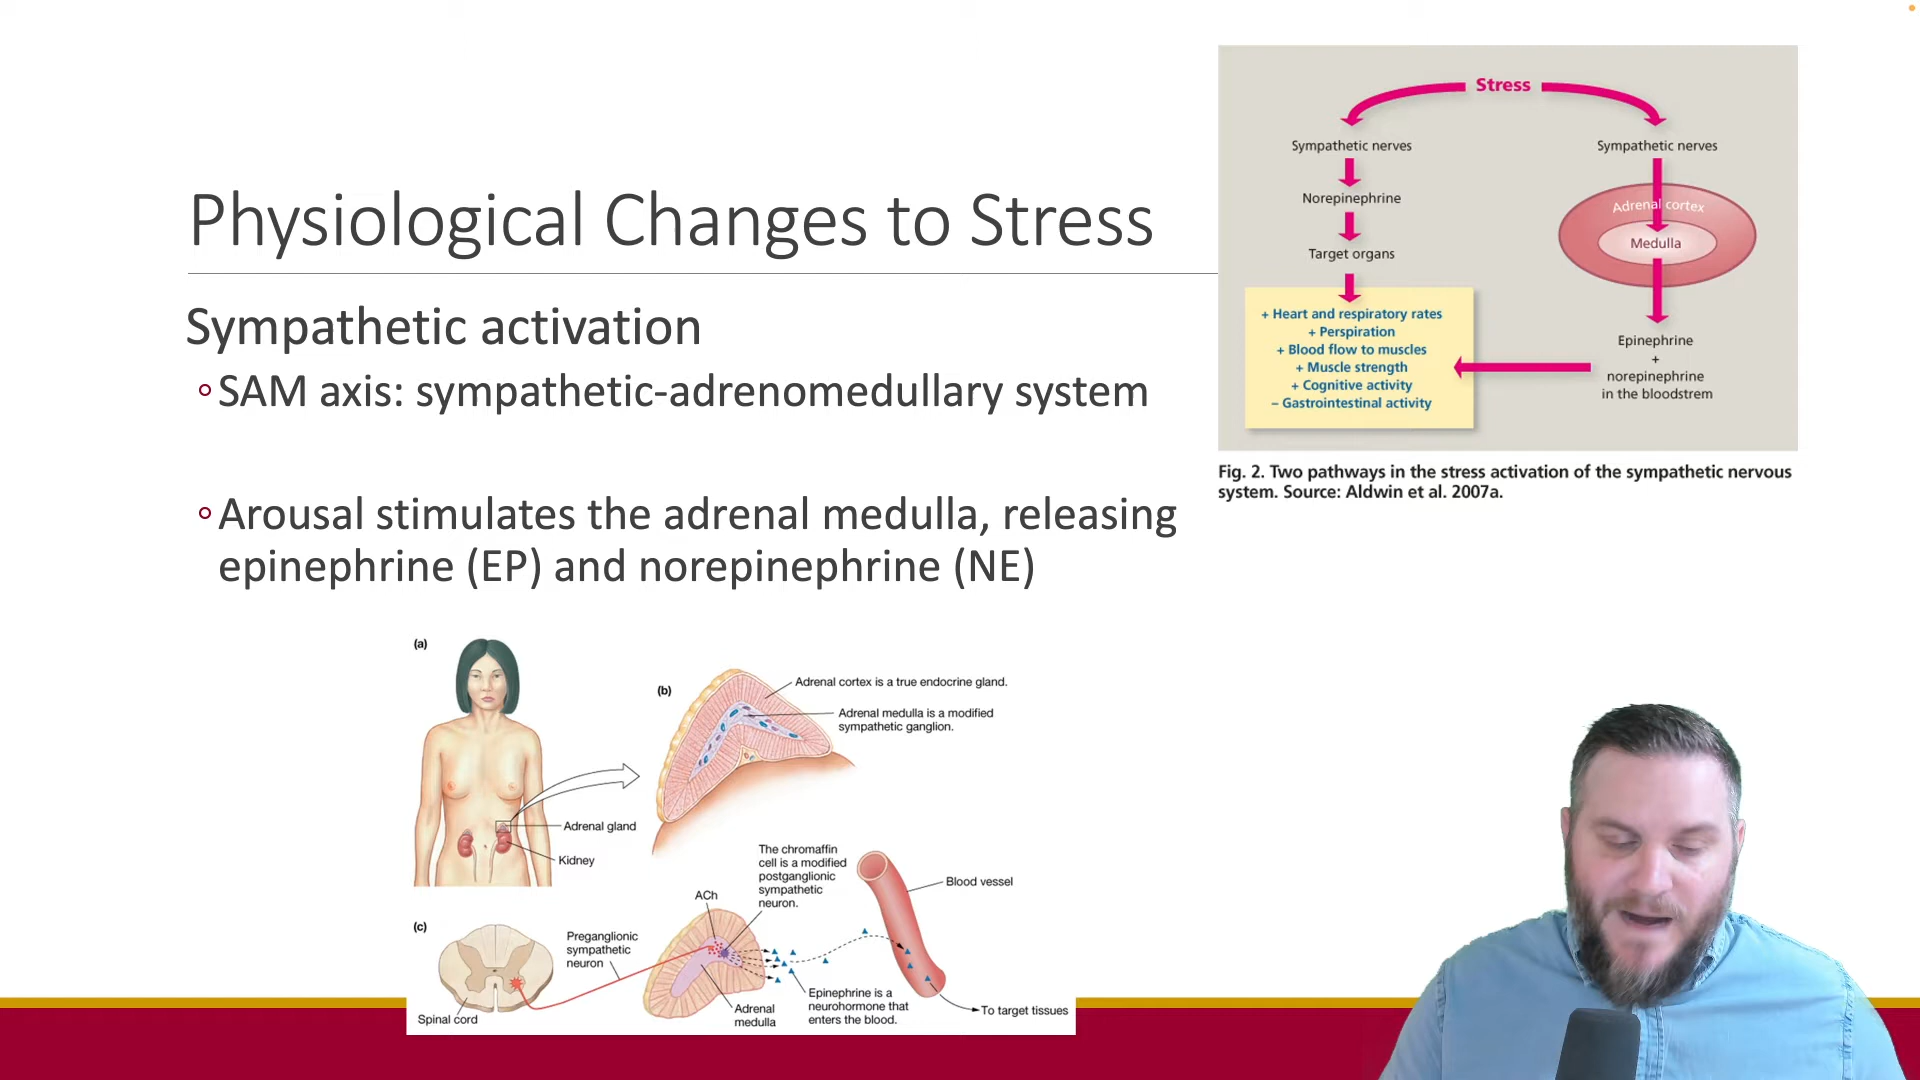 Physiological Changes to Stress
Sympathetic activation
SAM axis: sympathetic-adrenomedullary system
Arousal stimulates the adrenal medulla, releasing
epinephrine (EP) and norepinephrine (NE)
Stress
Sympathetic nerves
Norepinephrine
Target organs
+ Heart and respiratory rates
+ Perspiration
+ Blood flow to muscles
+ Muscle strength
+ Cognitive activity
– Gastrointestinal activity
Sympathetic nerves
Adrenal cortex
Medulla
Epinephrine
+
norepinephrine
in the bloodstrem
Fig. 2. Two pathways in the stress activation of the sympathetic nervous
system. Source: Aldwin et al. 2007a.
(a)
Adrenal gland
Kidney
(b)
Adrenal cortex is a true endocrine gland.
Adrenal medulla is a modified
sympathetic ganglion.
(c)
Spinal cord
Preganglionic
sympathetic
neuron
ACh
The chromaffin
cell is a modified
postganglionic
sympathetic
neuron.
Adrenal
medulla
Epinephrine is a
neurohormone that
enters the blood.
Blood vessel
To target tissues